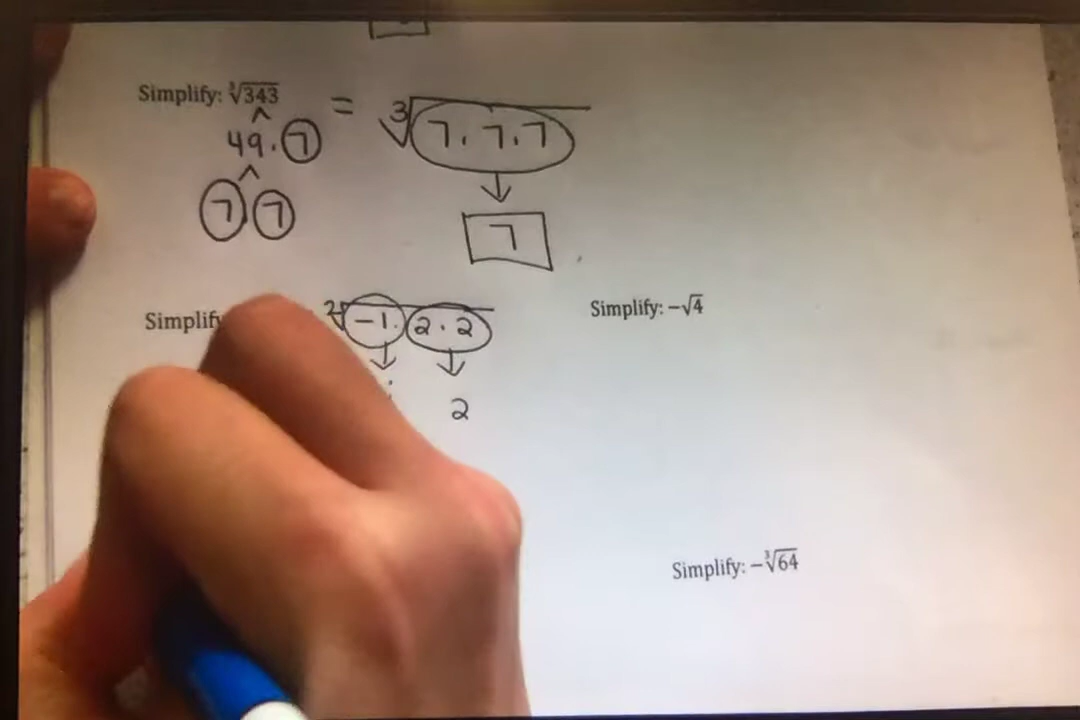 Simplify: ∛343 = ∛7·7·7
49·7
7 7
7
Simplify ²√-1·2·2
i 2
Simplify: -√4
Simplify: -∛64